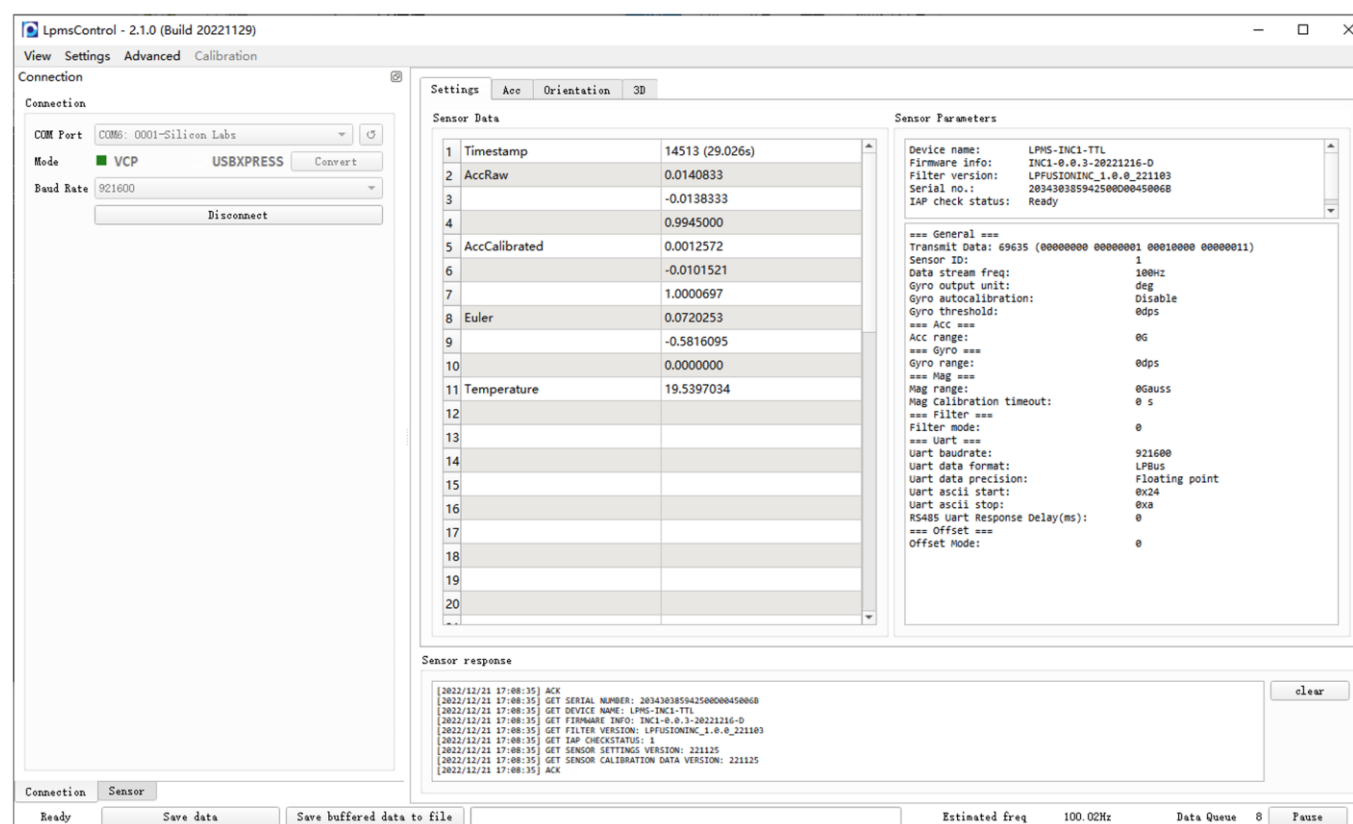 LpmsControl - 2.1.0 (Build 20221129)
View Settings Advanced Calibration
Connection
Connection
COM Port COM6: 0001-Silicon Labs
Mode VCP USBXPRESS Convert
Baud Rate 921600
Disconnect
Settings Acc Orientation 3D
Sensor Data
1 Timestamp 14513 (29.026s)
2 AccRaw 0.0140833
3 -0.0138333
4 0.9945000
5 AccCalibrated 0.0012572
6 -0.0101521
7 1.0000697
8 Euler 0.0720253
9 -0.5816095
10 0.0000000
11 Temperature 19.5397034
12
13
14
15
16
17
18
19
20
Sensor Parameters
Device name: LPMS-INC1-TTL
Firmware info: INC1-0.0.3-20221216-D
Filter version: LPFUSIONINC_1.0.0_221103
Serial no.: 203430385942500D0045006B
IAP check status: Ready
=== General ===
Transmit Data: 69635 (00000000 00000001 00010000 00000011)
Sensor ID: 1
Data stream freq: 100Hz
Gyro output unit: deg
Gyro autocalibration: Disable
Gyro threshold: 0dps
=== Acc ===
Acc range: 0G
=== Gyro ===
Gyro range: 0dps
=== Mag ===
Mag range: 0Gauss
Mag Calibration timeout: 0 s
=== Filter ===
Filter mode: 0
=== Uart ===
Uart baudrate: 921600
Uart data format: LPBus
Uart data precision: Floating point
Uart ascii start: 0x24
Uart ascii stop: 0xa
RS485 Uart Response Delay(ms): 0
=== Offset ===
Offset Mode: 0
Sensor response
[2022/12/21 17:08:35] ACK
[2022/12/21 17:08:35] GET SERIAL NUMBER: 203430385942500D0045006B
[2022/12/21 17:08:35] GET DEVICE NAME: LPMS-INC1-TTL
[2022/12/21 17:08:35] GET FIRMWARE INFO: INC1-0.0.3-20221216-D
[2022/12/21 17:08:35] GET FILTER VERSION: LPFUSIONINC_1.0.0_221103
[2022/12/21 17:08:35] GET IAP CHECKSTATUS: 1
[2022/12/21 17:08:35] GET SENSOR SETTINGS VERSION: 221125
[2022/12/21 17:08:35] GET SENSOR CALIBRATION DATA VERSION: 221125
[2022/12/21 17:08:35] ACK
clear
Connection Sensor
Ready Save data Save buffered data to file Estimated freq 100.02Hz Data Queue 8 Pause